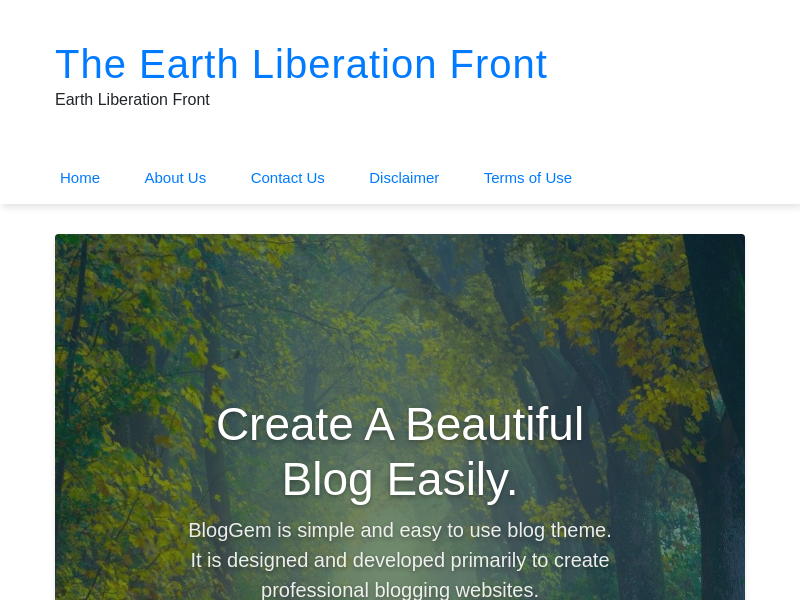 The Earth Liberation Front
Earth Liberation Front
Home About Us Contact Us Disclaimer Terms of Use
Create A Beautiful
Blog Easily.
BlogGem is simple and easy to use blog theme.
It is designed and developed primarily to create
professional blogging websites.